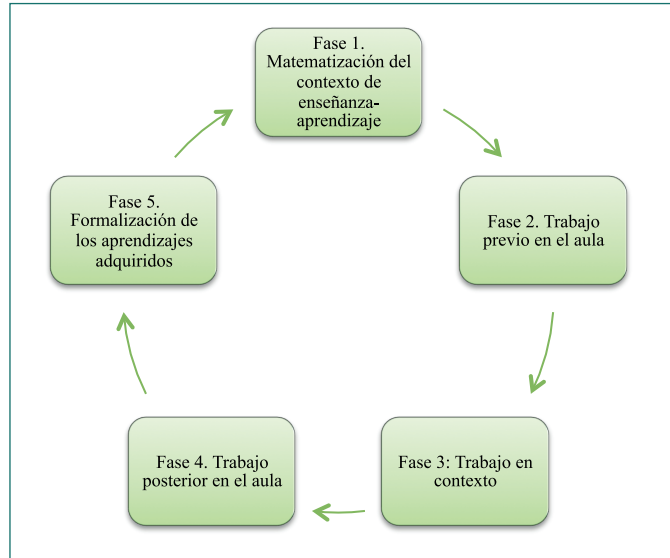 Fase 1.
Matematización del
contexto de
enseñanza-
aprendizaje
Fase 2. Trabajo
previo en el aula
Fase 3: Trabajo en
contexto
Fase 4. Trabajo
posterior en el aula
Fase 5.
Formalización de
los aprendizajes
adquiridos